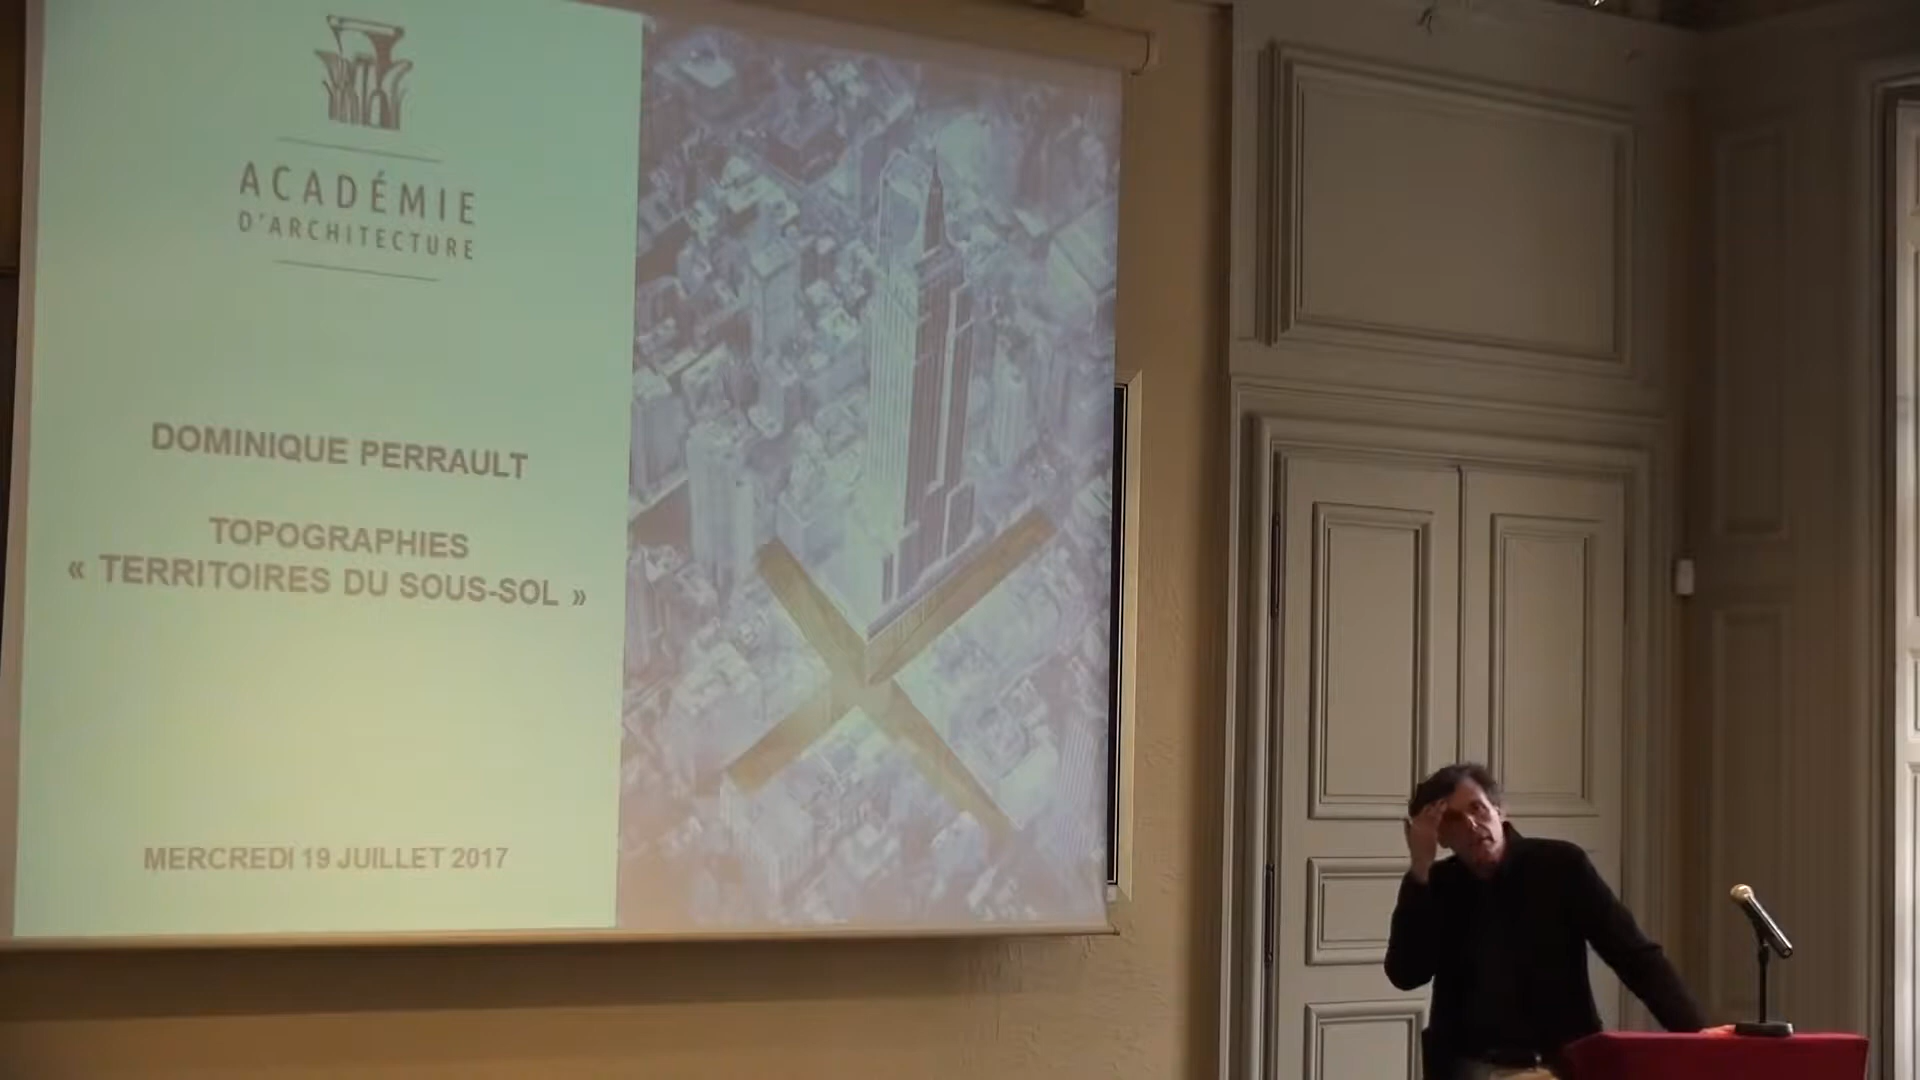 ACADÉMIE
D'ARCHITECTURE
DOMINIQUE PERRAULT
TOPOGRAPHIES
« TERRITOIRES DU SOUS-SOL »
MERCREDI 19 JUILLET 2017